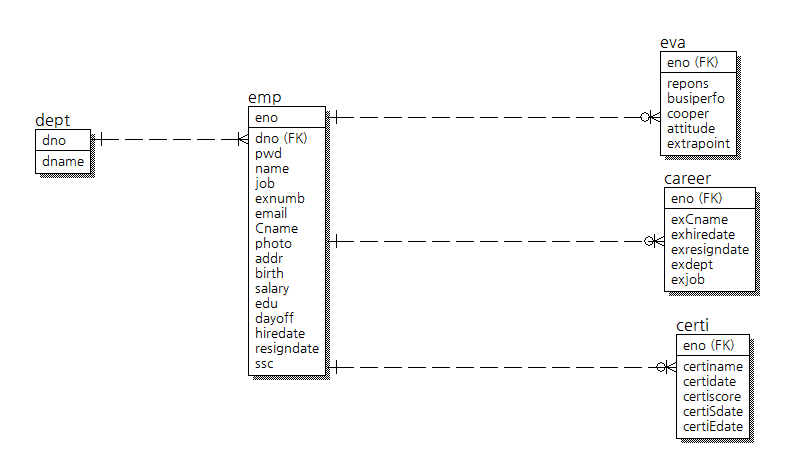 dept
dno
dname
emp
eno
dno (FK)
pwd
name
job
exnumb
email
Cname
photo
addr
birth
salary
edu
dayoff
hiredate
resigndate
ssc
eva
eno (FK)
repons
busiperfo
cooper
attitude
extrapoint
career
eno (FK)
exCname
exhiredate
exresigndate
exdept
exjob
certi
eno (FK)
certiname
certidate
certiscore
certiSdate
certiEdate